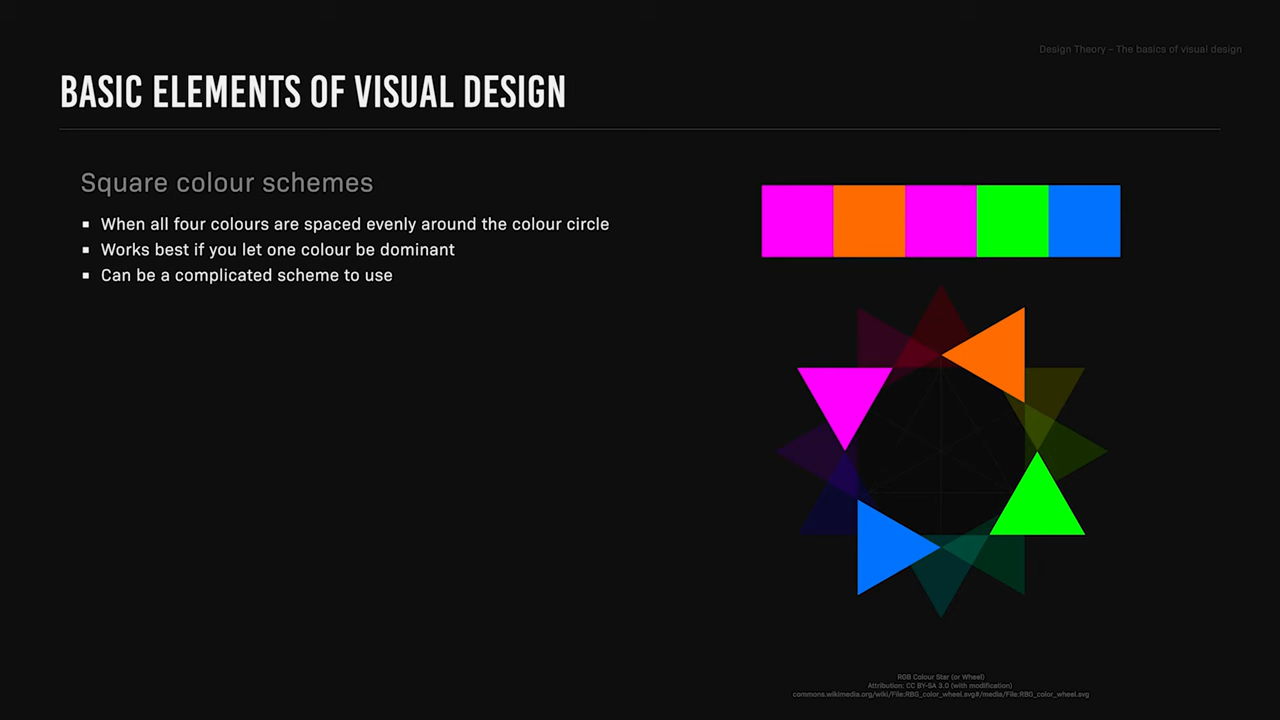 Design Theory – The basics of visual design
BASIC ELEMENTS OF VISUAL DESIGN
Square colour schemes
▪ When all four colours are spaced evenly around the colour circle
▪ Works best if you let one colour be dominant
▪ Can be a complicated scheme to use
RGB Colour Star (or Wheel)
Attribution: CC BY-SA 3.0 (with modification)
commons.wikimedia.org/wiki/File:RBG_color_wheel.svg#/media/File:RBG_color_wheel.svg